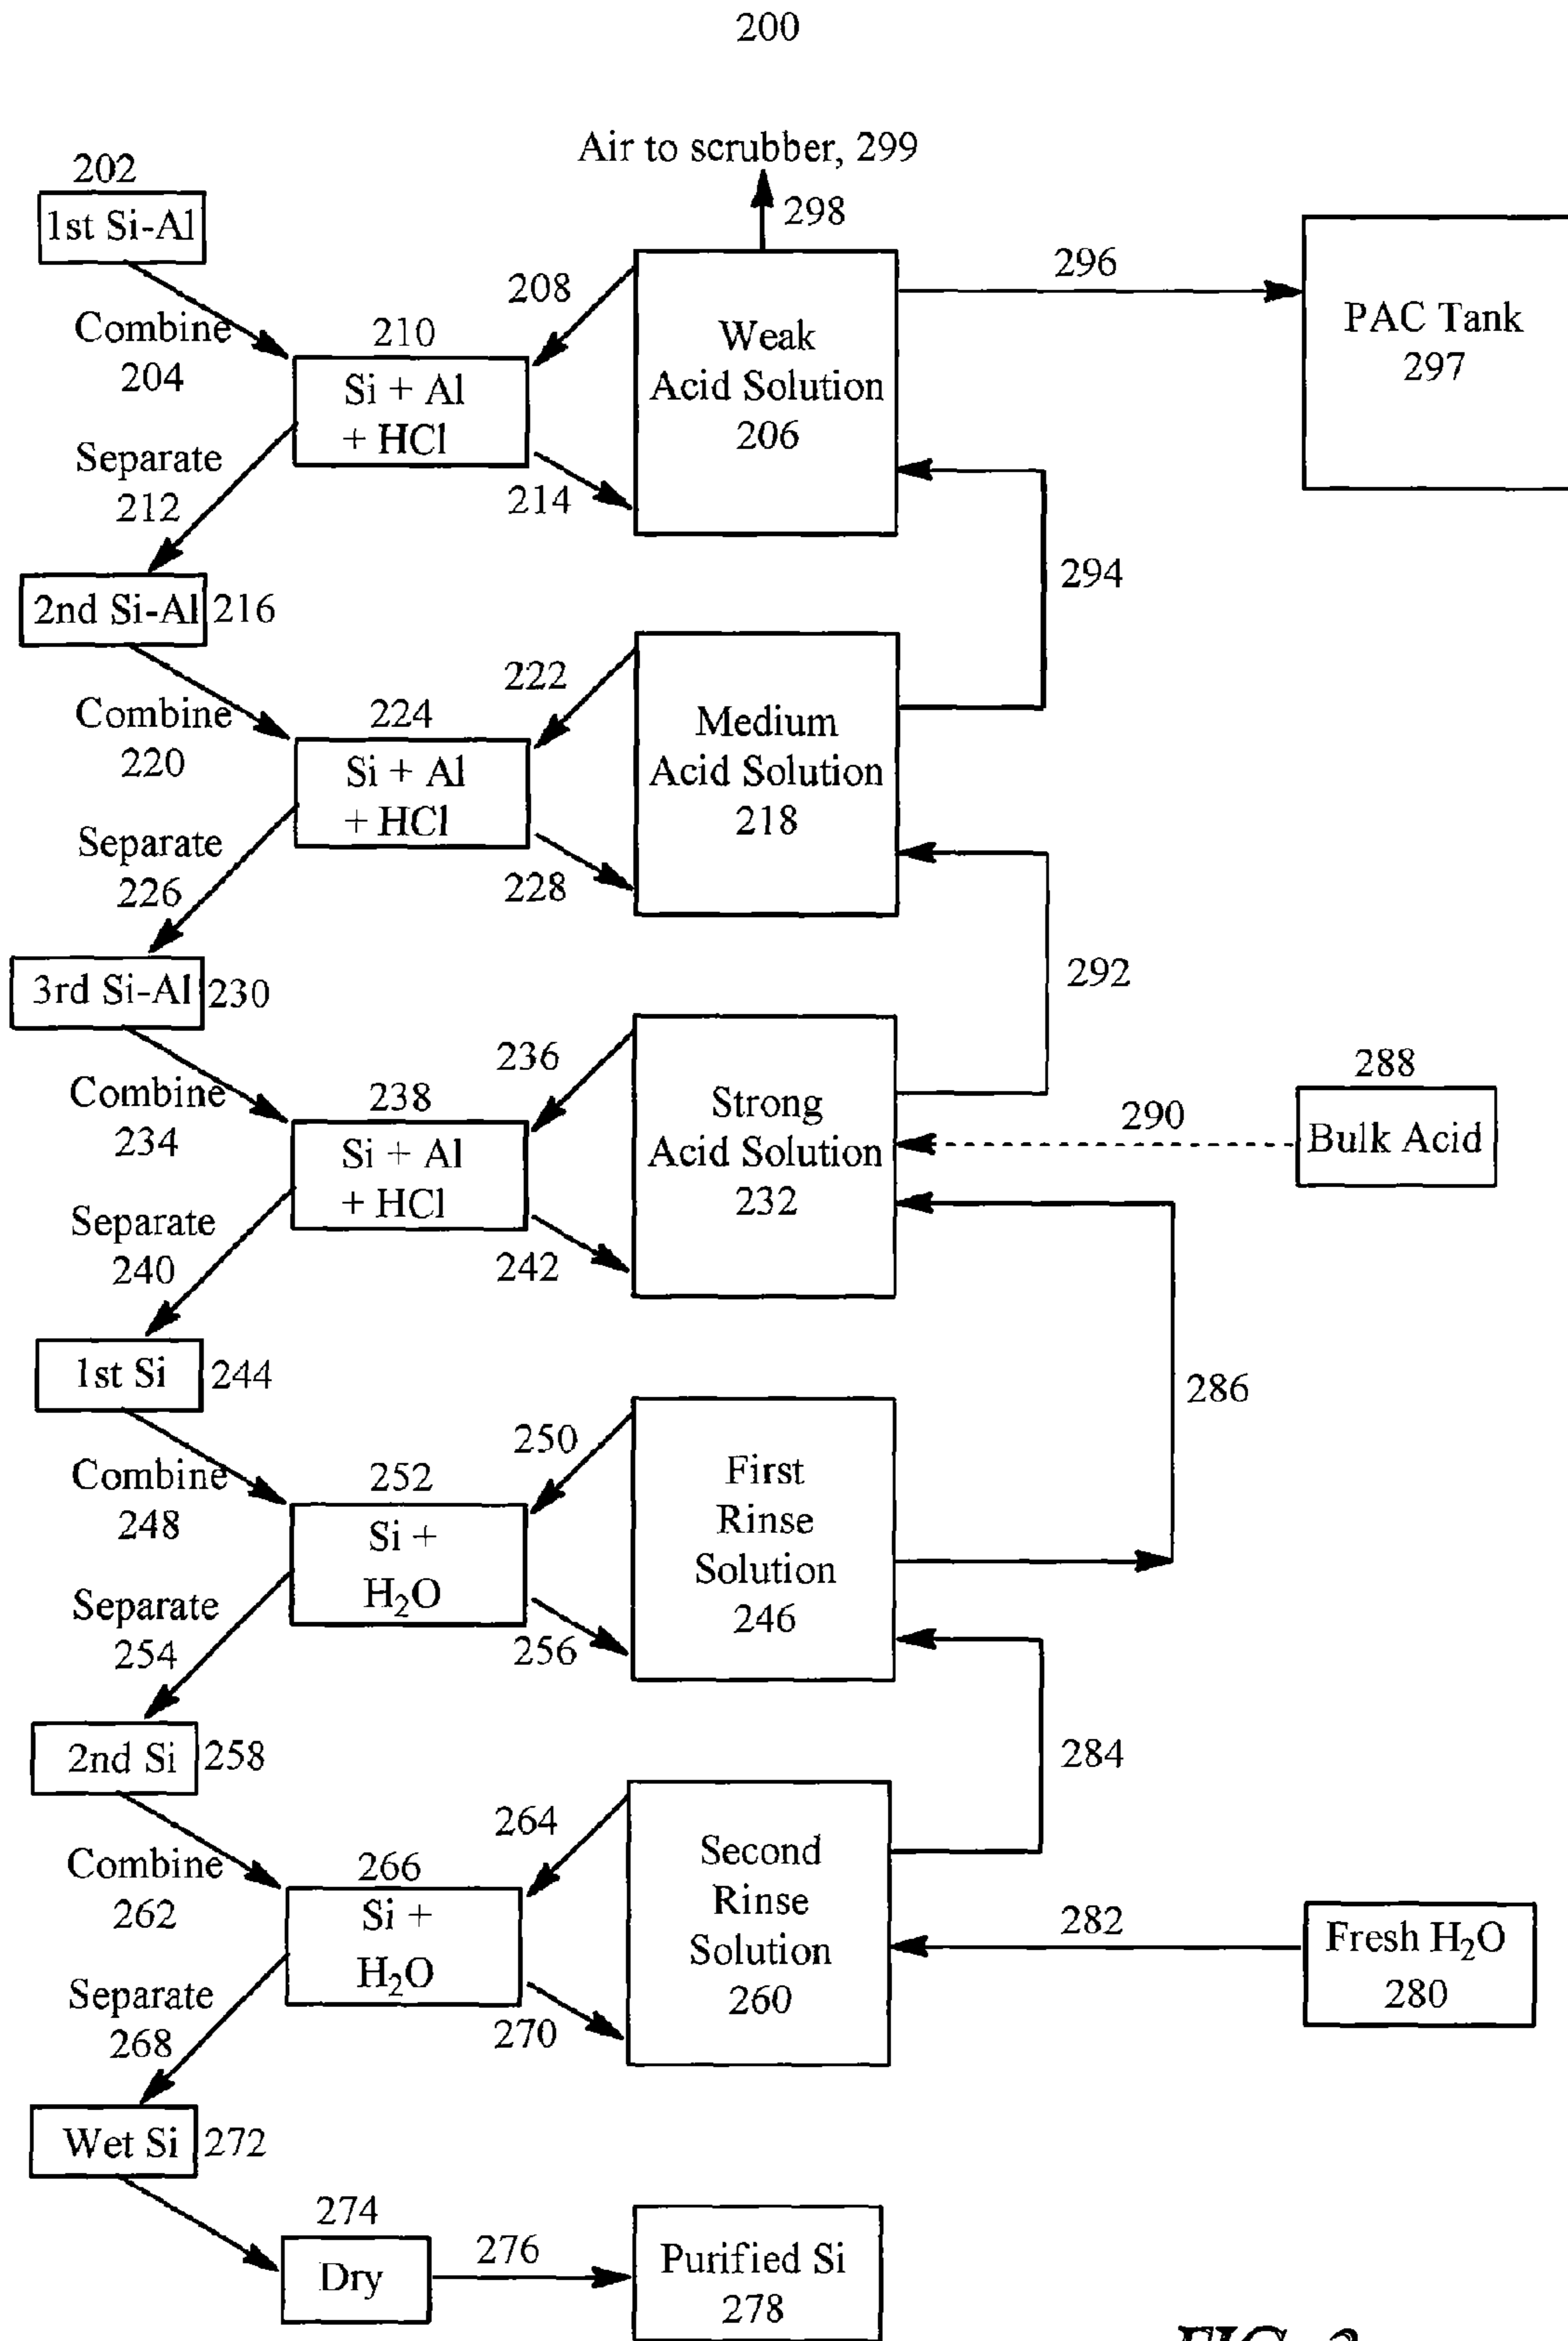 200
Air to scrubber, 299
298
202
1st Si-Al
Combine
204
208
210
Si + Al
+ HCl
Weak
Acid Solution
206
296
PAC Tank
297
Separate
212
214
294
2nd Si-Al
216
Combine
220
222
224
Si + Al
+ HCl
Medium
Acid Solution
218
Separate
226
228
292
3rd Si-Al
230
Combine
234
236
238
Si + Al
+ HCl
Strong
Acid Solution
232
290
288
Bulk Acid
Separate
240
242
286
1st Si
244
Combine
248
250
252
Si +
H₂O
First
Rinse
Solution
246
Separate
254
256
284
2nd Si
258
Combine
262
264
266
Si +
H₂O
Second
Rinse
Solution
260
282
Fresh H₂O
280
Separate
268
270
Wet Si
272
274
Dry
276
Purified Si
278